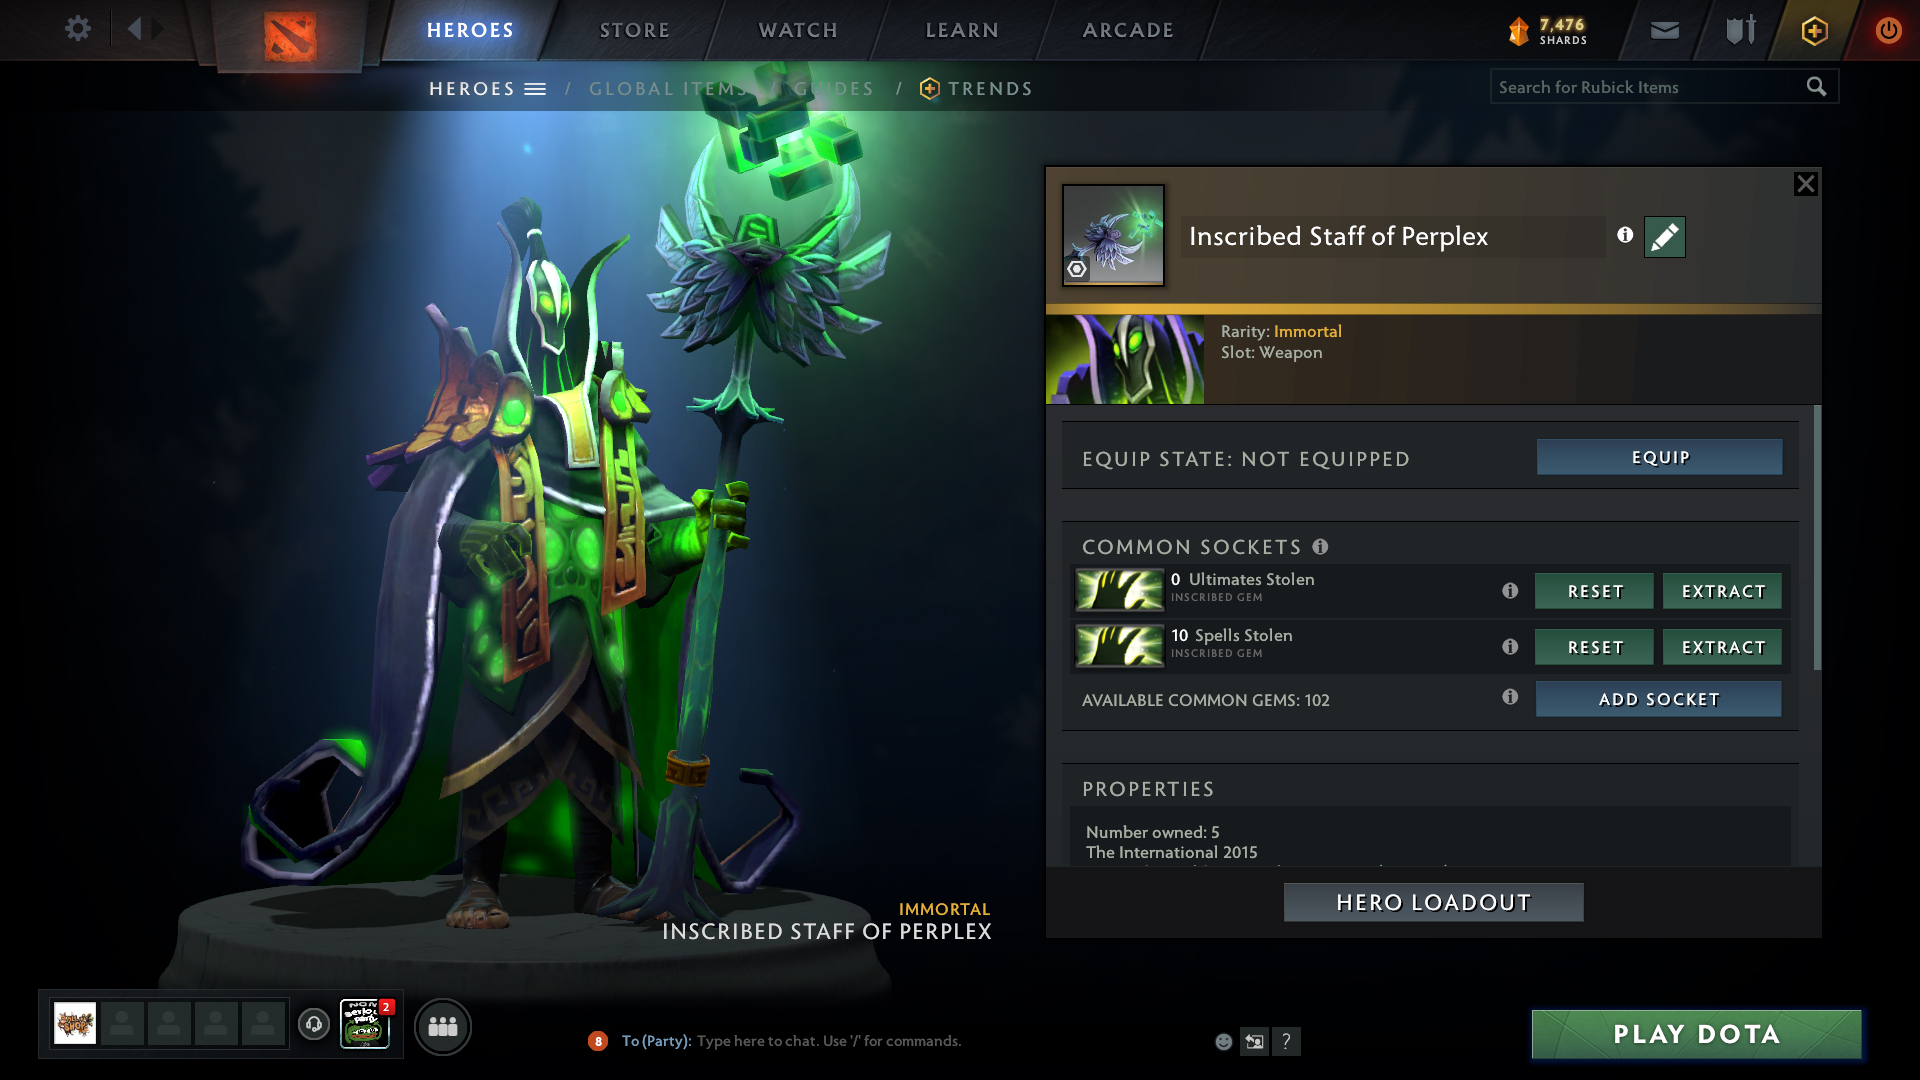 HEROES
STORE
WATCH
LEARN
ARCADE
7,476
SHARDS
HEROES / GLOBAL ITEMS / GUIDES / TRENDS
Search for Rubick Items
Inscribed Staff of Perplex
Rarity: Immortal
Slot: Weapon
EQUIP STATE: NOT EQUIPPED
EQUIP
COMMON SOCKETS
0 Ultimates Stolen
INSCRIBED GEM
RESET
EXTRACT
10 Spells Stolen
INSCRIBED GEM
RESET
EXTRACT
AVAILABLE COMMON GEMS: 102
ADD SOCKET
PROPERTIES
Number owned: 5
The International 2015
HERO LOADOUT
IMMORTAL
INSCRIBED STAFF OF PERPLEX
2
8
To (Party): Type here to chat. Use '/' for commands.
?
PLAY DOTA